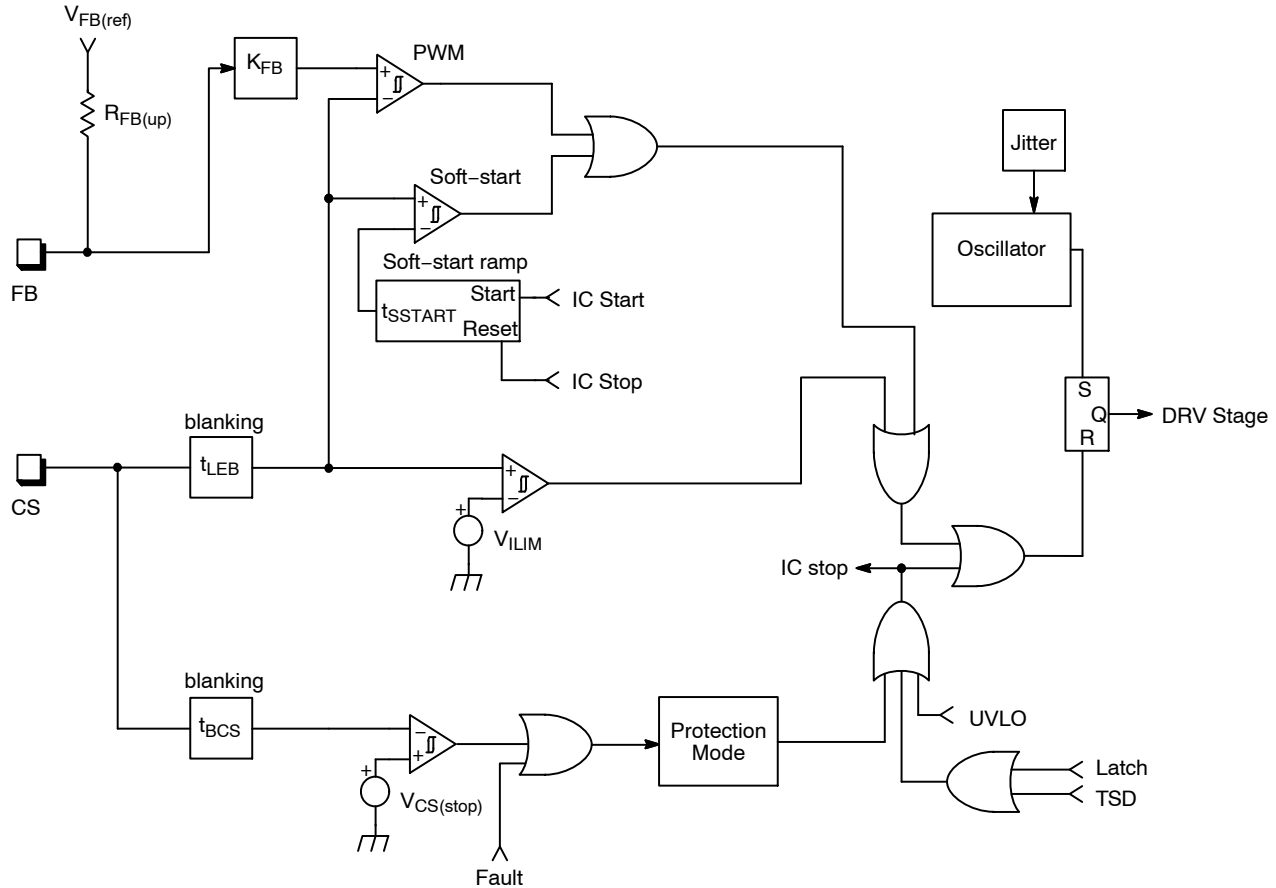 VFB(ref)
KFB
+
−
PWM
RFB(up)
Jitter
Soft−start
+
−
Oscillator
FB
Soft−start ramp
Start
tSSTART
Reset
IC Start
IC Stop
S
Q
R
DRV Stage
blanking
tLEB
CS
+
−
+
VILIM
IC stop
blanking
tBCS
−
+
+
VCS(stop)
Protection
Mode
UVLO
Latch
TSD
Fault